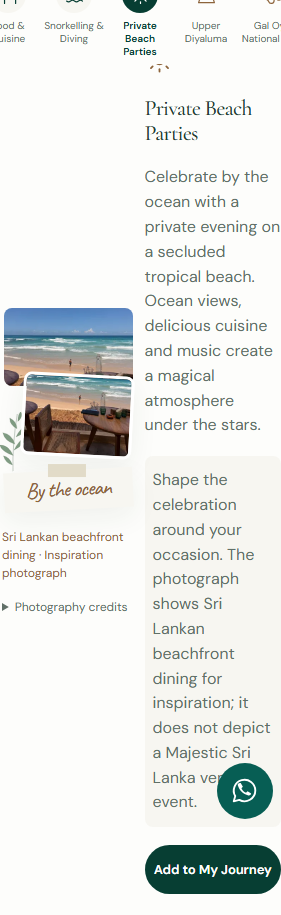 od &
uisine
Snorkelling &
Diving
Private
Beach
Parties
Upper
Diyaluma
Gal O
National
Private Beach
Parties
Celebrate by the
ocean with a
private evening on
a secluded
tropical beach.
Ocean views,
delicious cuisine
and music create
a magical
atmosphere
under the stars.
By the ocean
Sri Lankan beachfront
dining · Inspiration
photograph
▶ Photography credits
Shape the
celebration
around your
occasion. The
photograph
shows Sri
Lankan
beachfront
dining for
inspiration; it
does not depict
a Majestic Sri
Lanka
event.
Add to My Journey